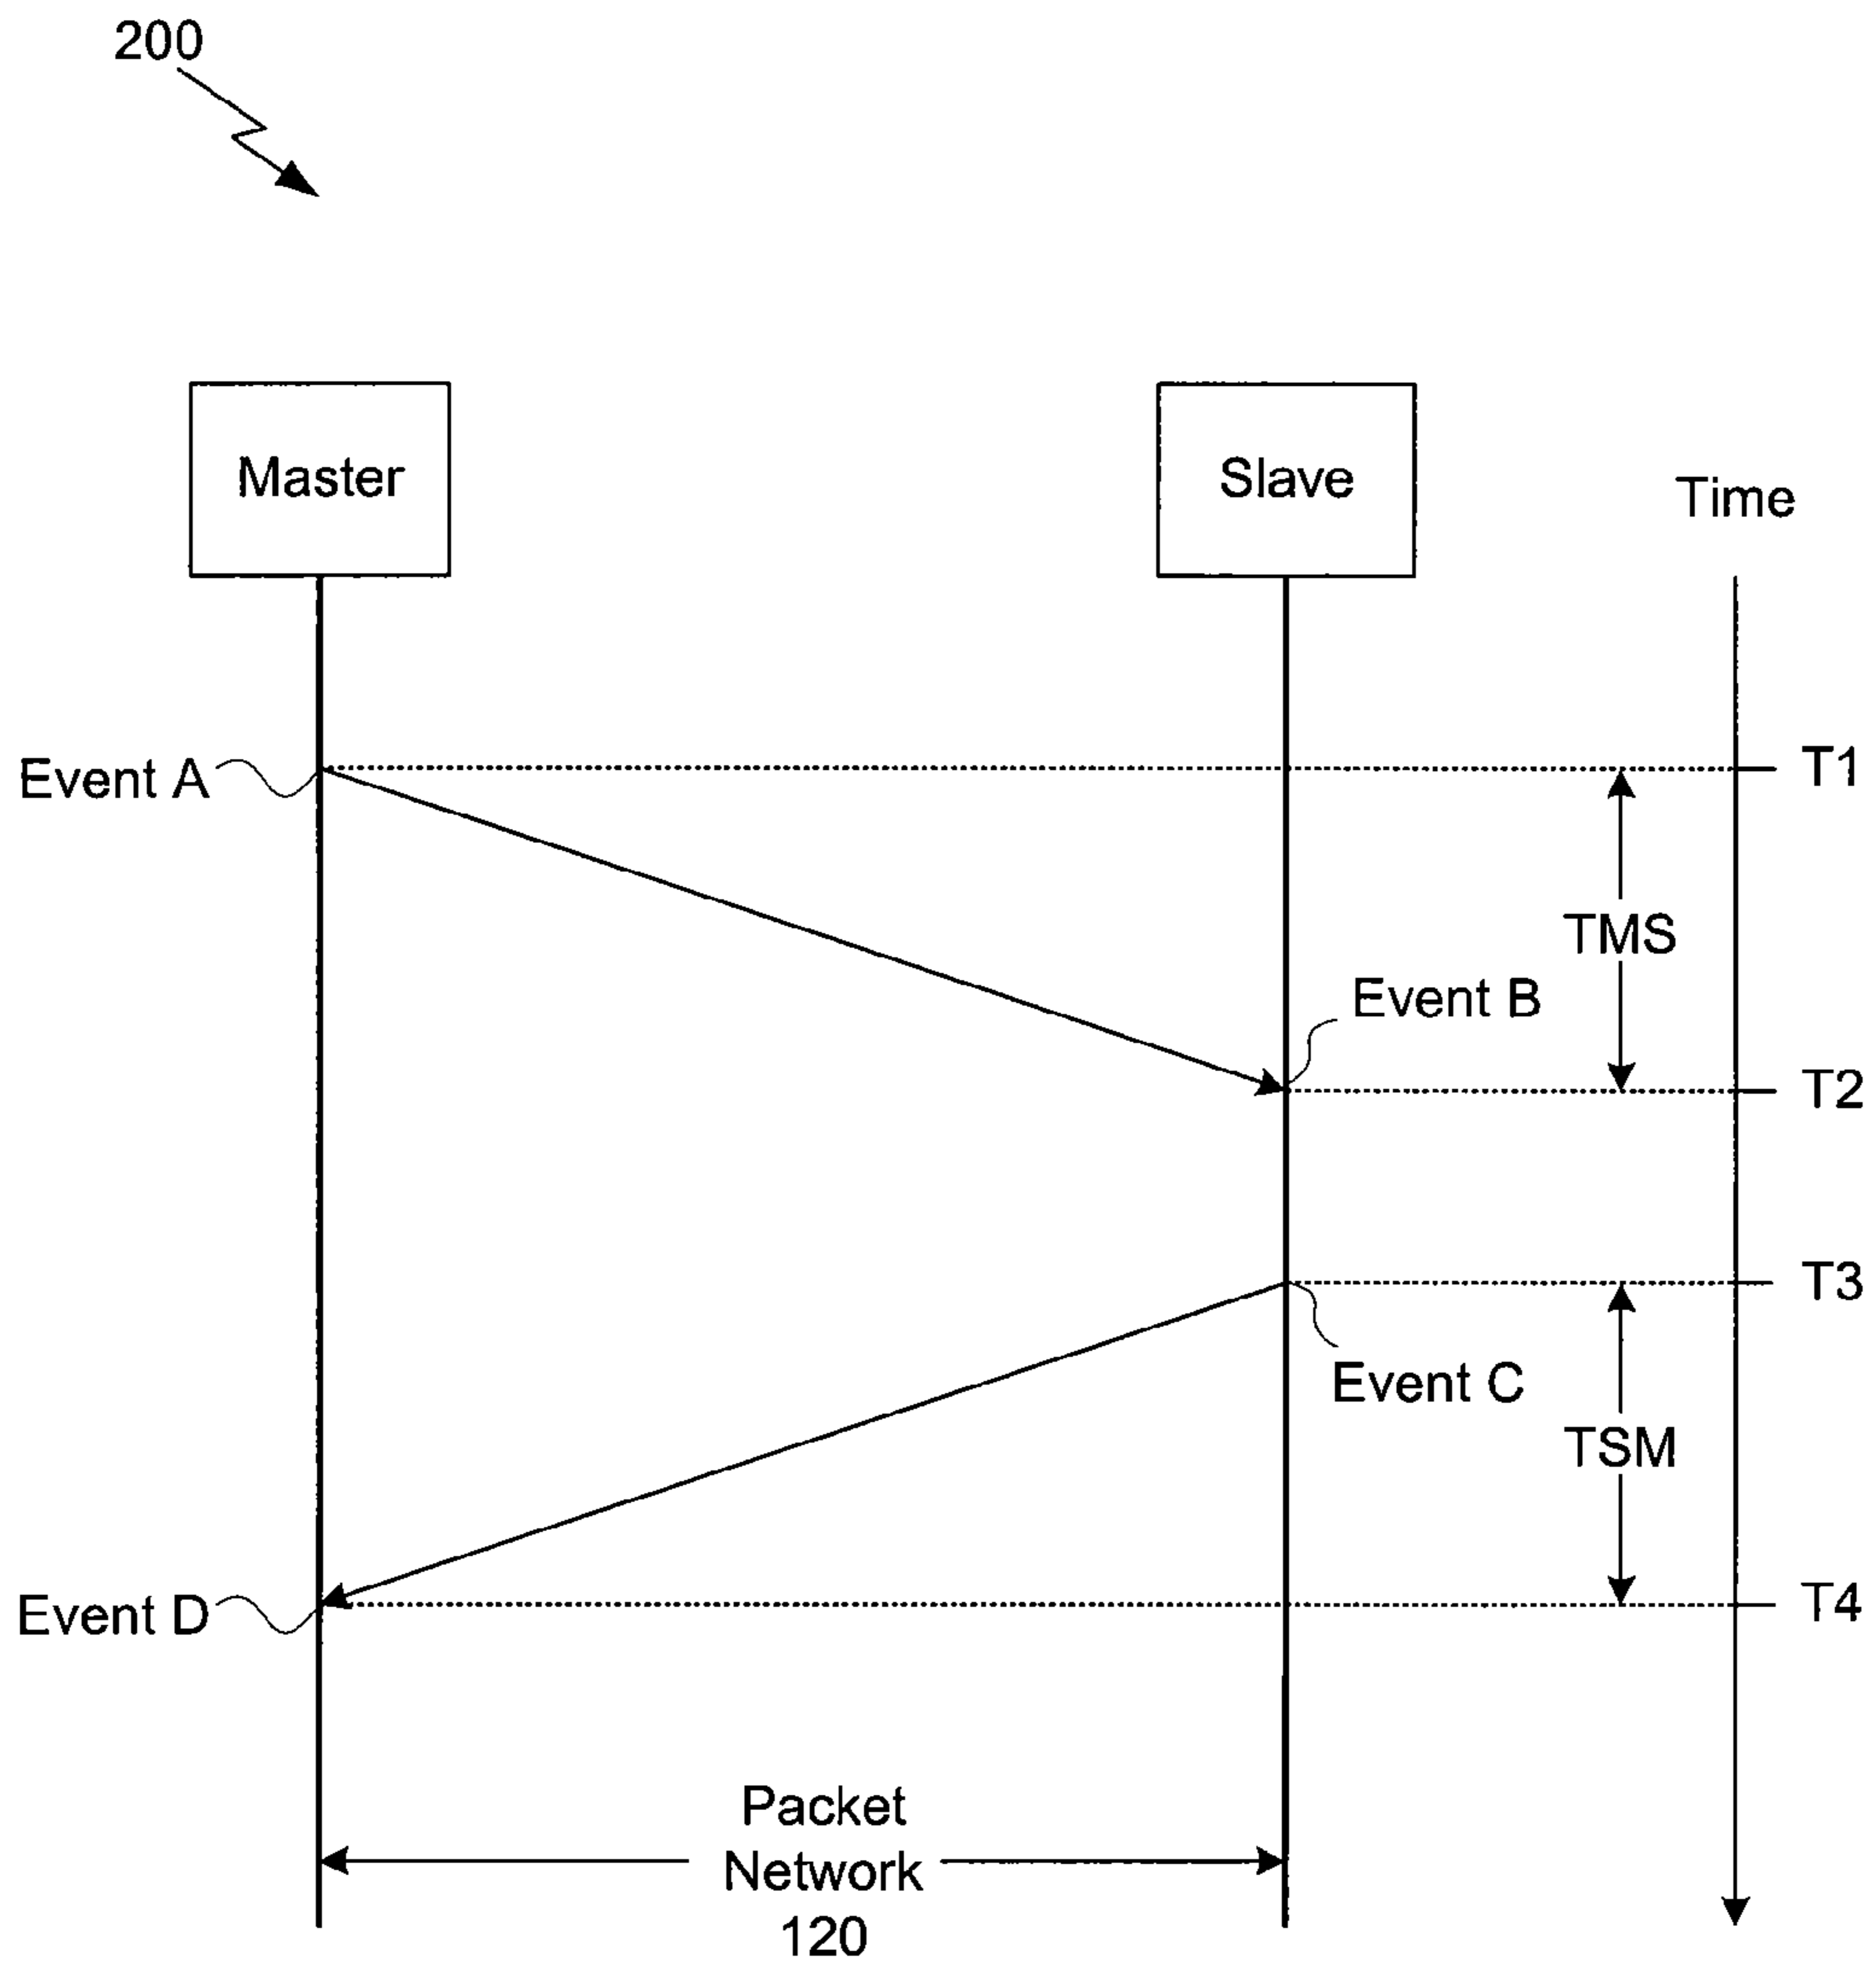 200
Master
Slave
Time
Event A
T1
TMS
Event B
T2
T3
Event C
TSM
Event D
T4
Packet
Network
120